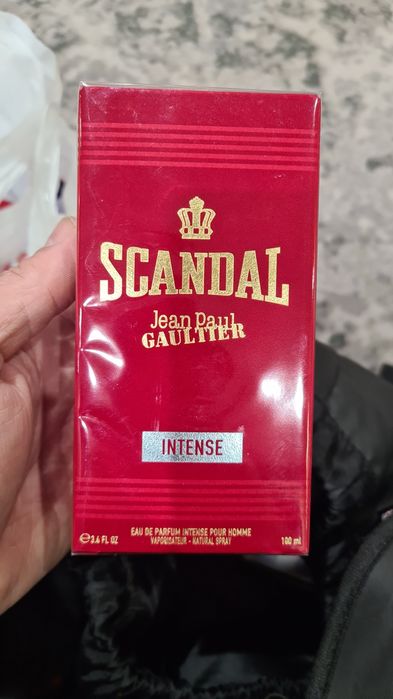 SCANDAL
Jean Paul
GAULTIER
INTENSE
EAU DE PARFUM INTENSE POUR HOMME
℮3.4 FL OZ VAPORISATEUR - NATURAL SPRAY 100 ml